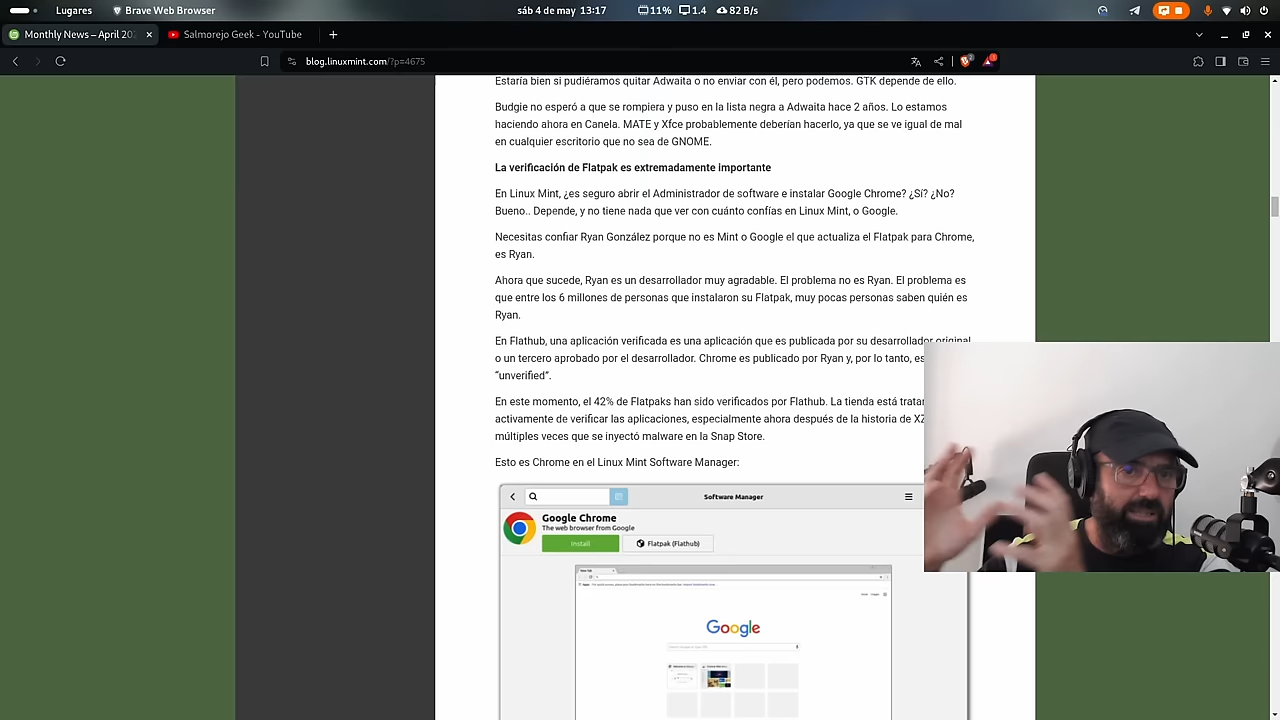 Lugares
Brave Web Browser
sáb 4 de may 13:17
11%
1.4
82 B/s
Monthly News – April 202
Salmorejo Geek - YouTube
blog.linuxmint.com/?p=4675
Estaría bien si pudiéramos quitar Adwaita o no enviar con él, pero podemos. GTK depende de ello.
Budgie no esperó a que se rompiera y puso en la lista negra a Adwaita hace 2 años. Lo estamos
haciendo ahora en Canela. MATE y Xfce probablemente deberían hacerlo, ya que se ve igual de mal
en cualquier escritorio que no sea de GNOME.
La verificación de Flatpak es extremadamente importante
En Linux Mint, ¿es seguro abrir el Administrador de software e instalar Google Chrome? ¿Sí? ¿No?
Bueno.. Depende, y no tiene nada que ver con cuánto confías en Linux Mint, o Google.
Necesitas confiar Ryan González porque no es Mint o Google el que actualiza el Flatpak para Chrome,
es Ryan.
Ahora que sucede, Ryan es un desarrollador muy agradable. El problema no es Ryan. El problema es
que entre los 6 millones de personas que instalaron su Flatpak, muy pocas personas saben quién es
Ryan.
En Flathub, una aplicación verificada es una aplicación que es publicada por su desarrollador original
o un tercero aprobado por el desarrollador. Chrome es publicado por Ryan y, por lo tanto, es
“unverified”.
En este momento, el 42% de Flatpaks han sido verificados por Flathub. La tienda está trata
activamente de verificar las aplicaciones, especialmente ahora después de la historia de XZ
múltiples veces que se inyectó malware en la Snap Store.
Esto es Chrome en el Linux Mint Software Manager:
Software Manager
Google Chrome
The web browser from Google
Install
Flatpak (Flathub)
Google